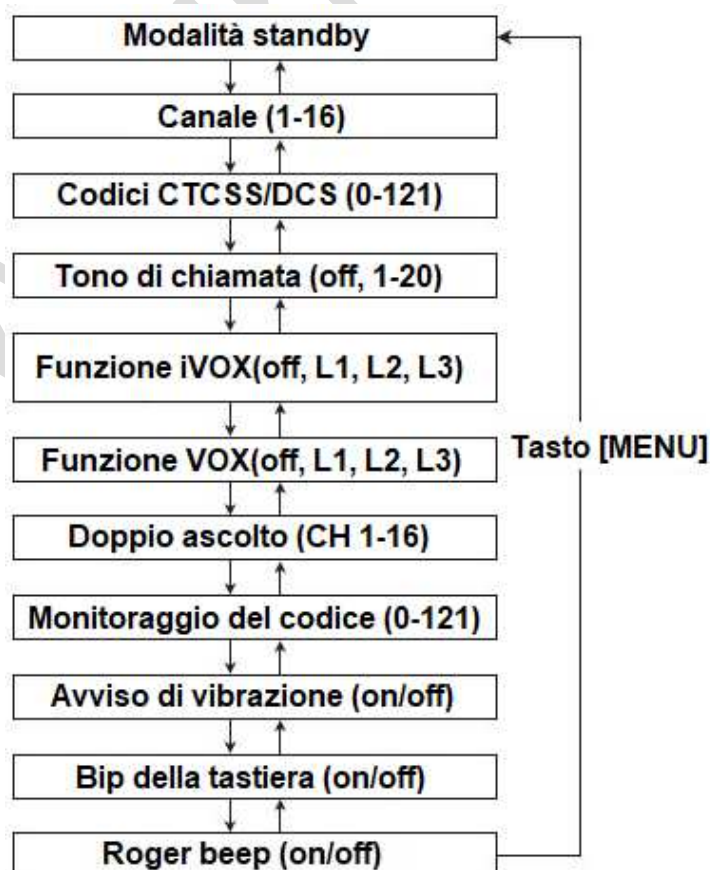 Modalità standby
Canale (1-16)
Codici CTCSS/DCS (0-121)
Tono di chiamata (off, 1-20)
Funzione iVOX(off, L1, L2, L3)
Funzione VOX(off, L1, L2, L3)
Tasto [MENU]
Doppio ascolto (CH 1-16)
Monitoraggio del codice (0-121)
Avviso di vibrazione (on/off)
Bip della tastiera (on/off)
Roger beep (on/off)